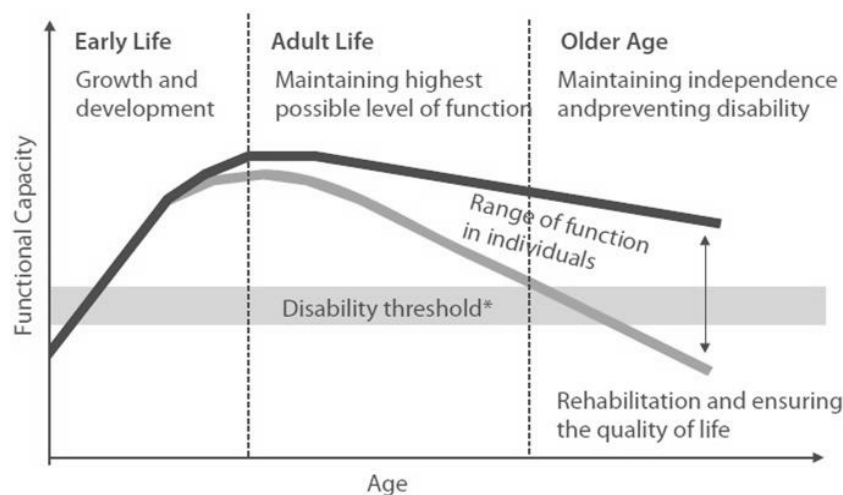 Early Life
Growth and
development
Adult Life
Maintaining highest
possible level of function
Older Age
Maintaining independence
andpreventing disability
Functional Capacity
Range of function
in individuals
Disability threshold*
Rehabilitation and ensuring
the quality of life
Age